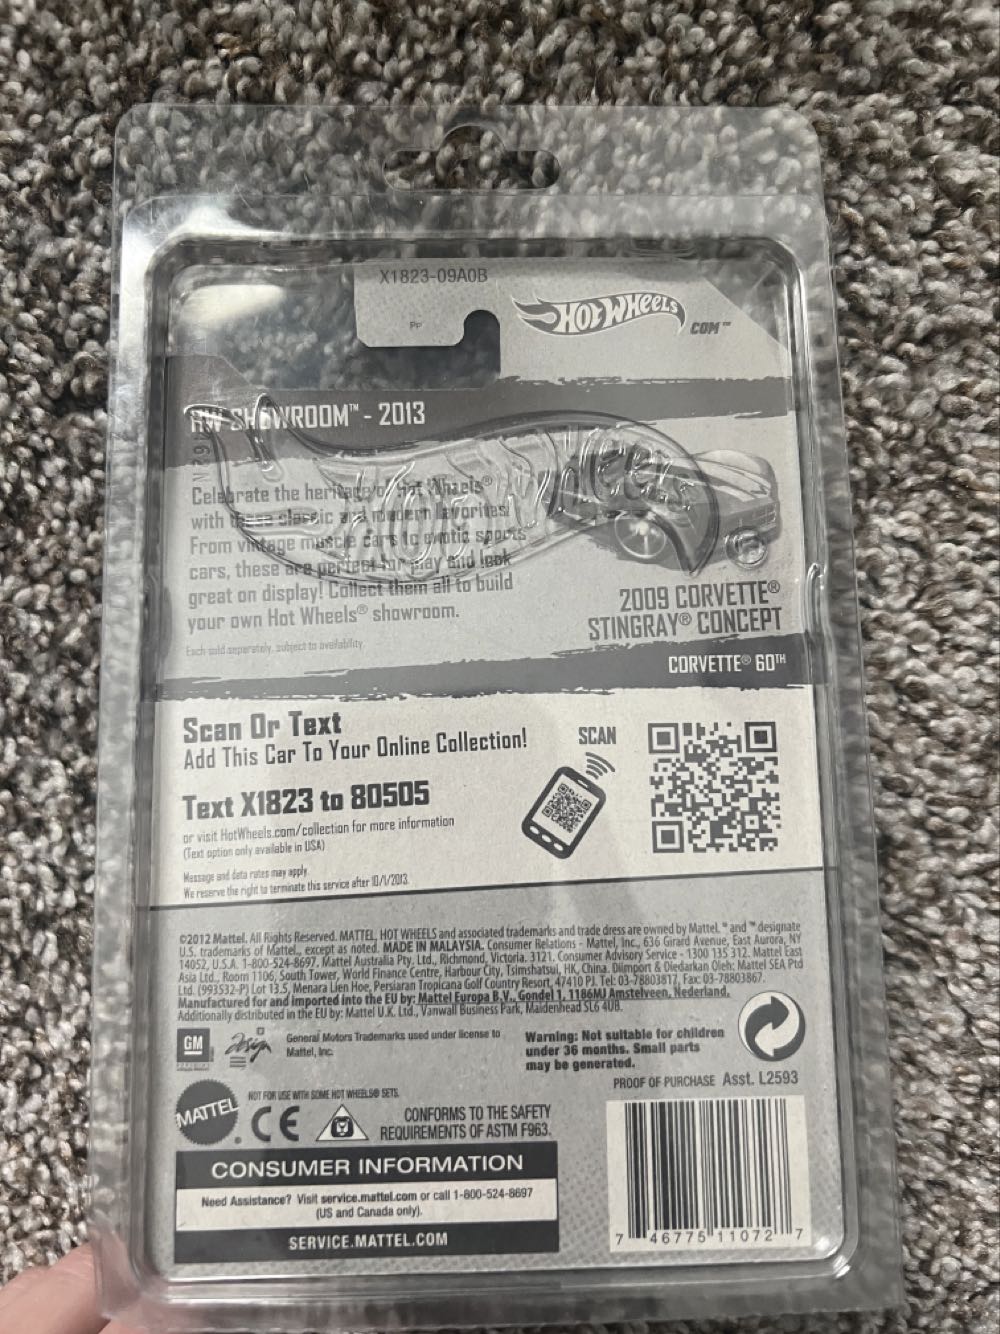 X1823-09A0B
Pp
HOT WHEELS
COM™
HW SHOWROOM™ - 2013
Celebrate the heritage of Hot Wheels®
with these classic and modern favorites!
From vintage muscle cars to exotic sports
cars, these are perfect for play and look
great on display! Collect them all to build
your own Hot Wheels® showroom.
Each sold separately, subject to availability.
Hot Wheels
2009 CORVETTE®
STINGRAY® CONCEPT
CORVETTE® 60TH
Scan Or Text
Add This Car To Your Online Collection!
Text X1823 to 80505
or visit HotWheels.com/collection for more information
(Text option only available in USA)
Message and data rates may apply.
We reserve the right to terminate this service after 10/1/2013.
SCAN
©2012 Mattel. All Rights Reserved. MATTEL, HOT WHEELS and associated trademarks and trade dress are owned by Mattel. ® and ™ designate
U.S. trademarks of Mattel, except as noted. MADE IN MALAYSIA. Consumer Relations - Mattel, Inc., 636 Girard Avenue, East Aurora, NY
14052, U.S.A. 1-800-524-8697. Mattel Australia Pty. Ltd., Richmond, Victoria. 3121. Consumer Advisory Service - 1300 135 312. Mattel East
Asia Ltd., Room 1106, South Tower, World Finance Centre, Harbour City, Tsimshatsui, HK, China. Diimport & Diedarkan Oleh: Mattel SEA Ptd
Ltd. (993532-P) Lot 13.5, Menara Lien Hoe, Persiaran Tropicana Golf Country Resort, 47410 PJ. Tel: 03-78803817, Fax: 03-78803867.
Manufactured for and imported into the EU by: Mattel Europa B.V., Gondel 1, 1186MJ Amstelveen, Nederland.
Additionally distributed in the EU by: Mattel U.K. Ltd., Vanwall Business Park, Maidenhead SL6 4UB.
GM
Design
General Motors Trademarks used under license to
Mattel, Inc.
Warning: Not suitable for children
under 36 months. Small parts
may be generated.
PROOF OF PURCHASE Asst. L2593
MATTEL
NOT FOR USE WITH SOME HOT WHEELS® SETS.
CE
CONFORMS TO THE SAFETY
REQUIREMENTS OF ASTM F963.
CONSUMER INFORMATION
Need Assistance? Visit service.mattel.com or call 1-800-524-8697
(US and Canada only).
SERVICE.MATTEL.COM
7 46775 11072 7